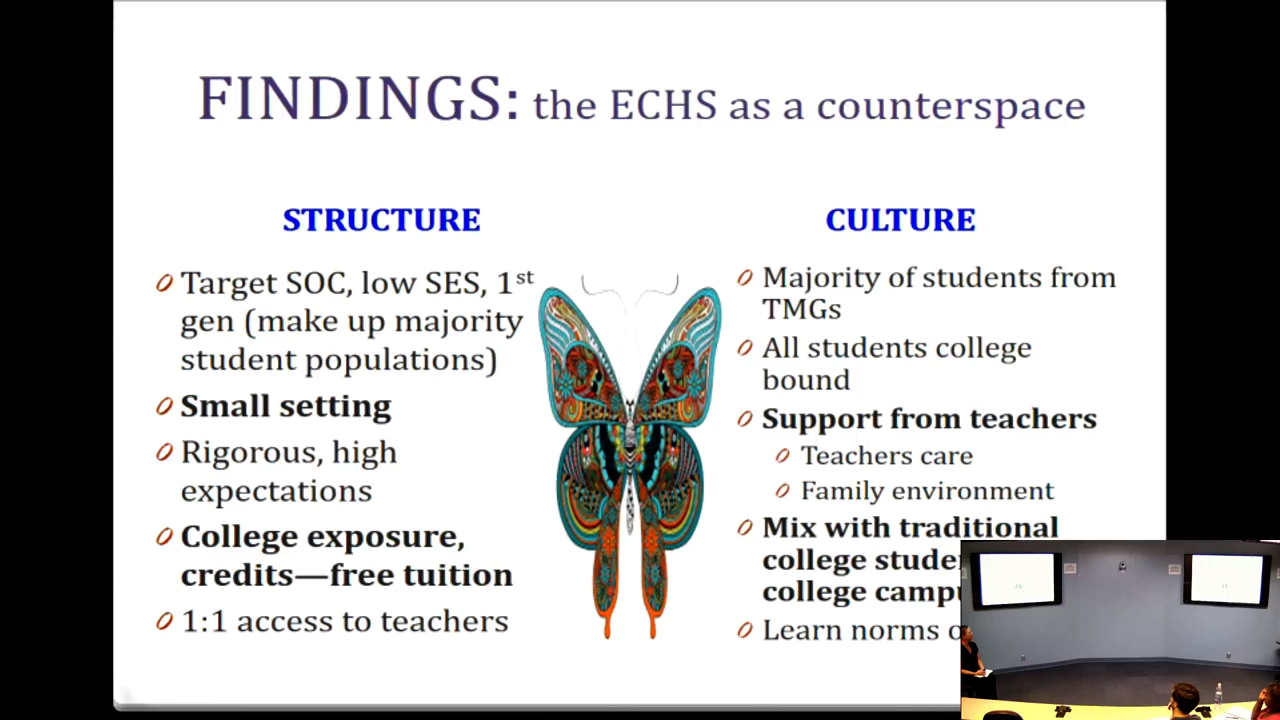 FINDINGS: the ECHS as a counterspace
STRUCTURE
Target SOC, low SES, 1st
gen (make up majority
student populations)
Small setting
Rigorous, high
expectations
College exposure,
credits—free tuition
1:1 access to teachers
CULTURE
Majority of students from
TMGs
All students college
bound
Support from teachers
Teachers care
Family environment
Mix with traditional
college
college
Learn norms